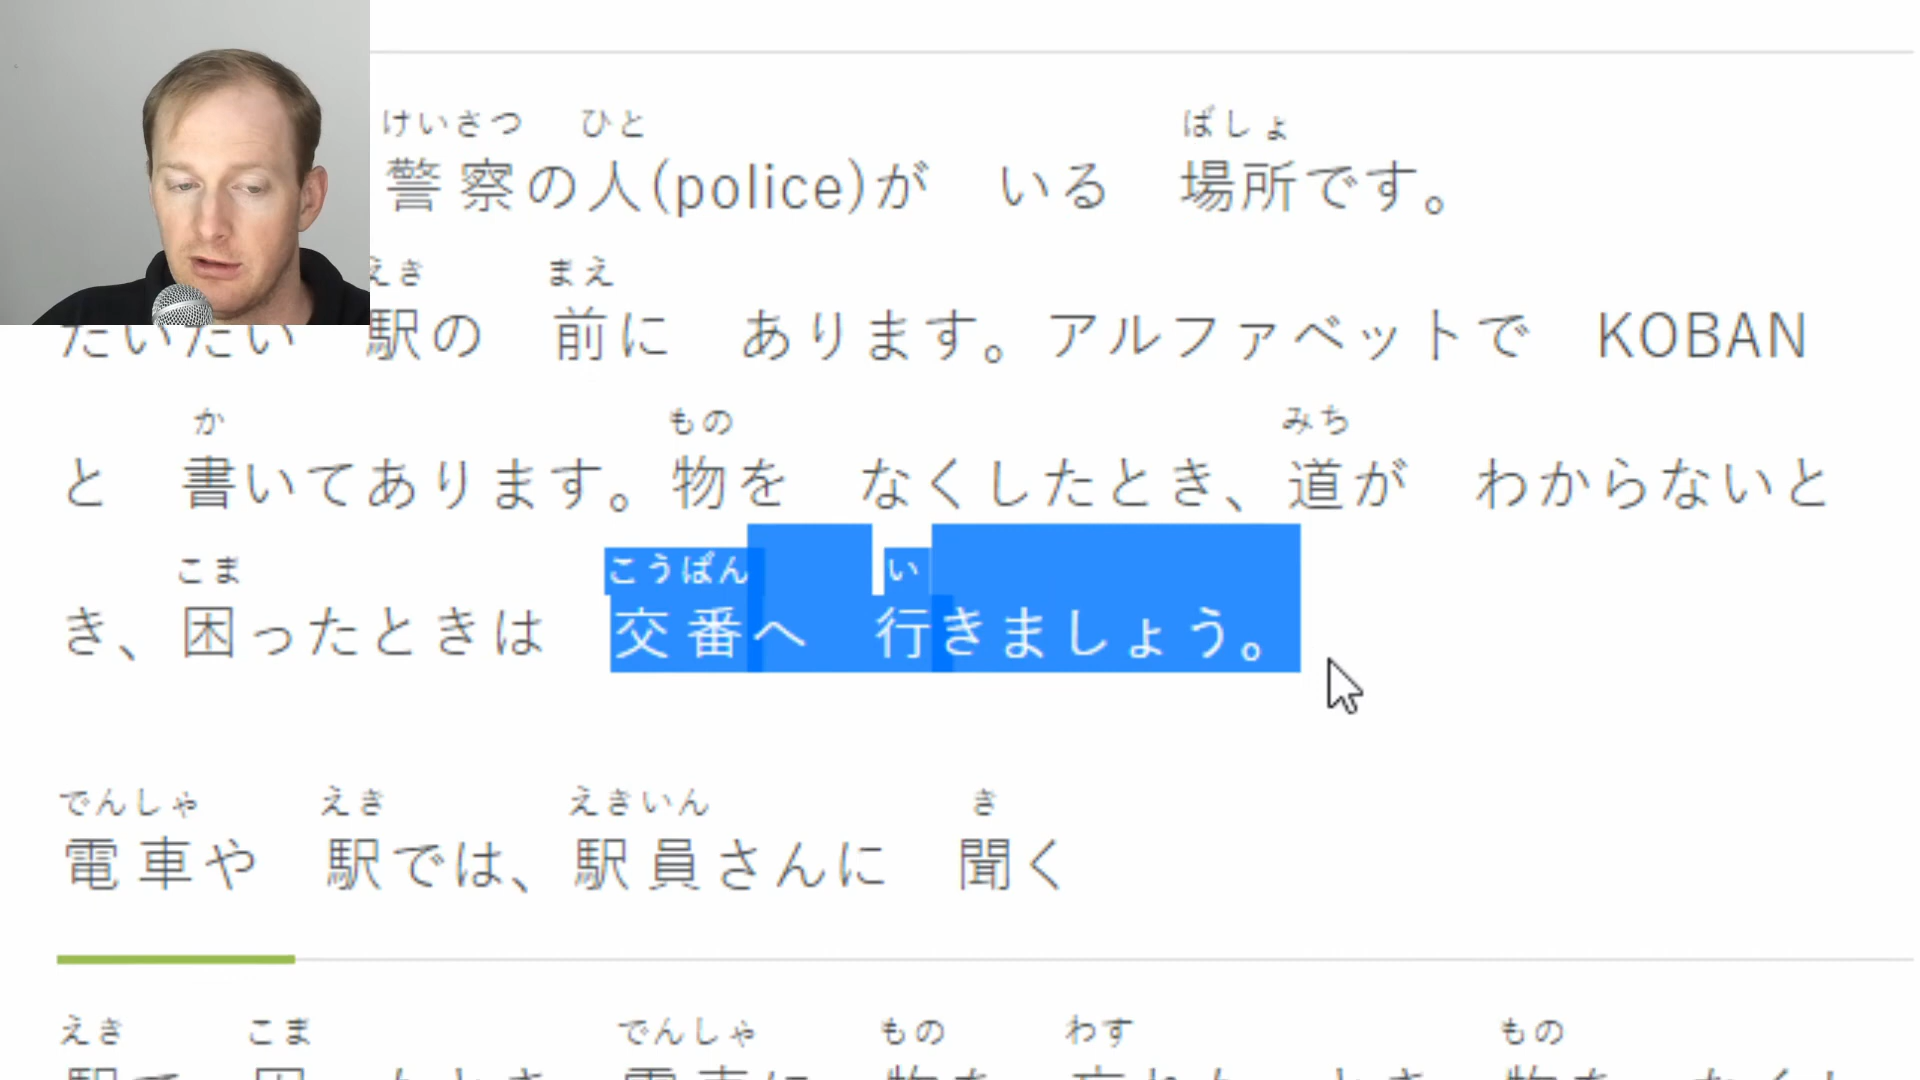 けいさつ ひと ばしょ
警察の人(police)が いる 場所です。
えき まえ
だいたい 駅の 前に あります。アルファベットで KOBAN
か もの みち
と 書いてあります。物を なくしたとき、道が わからないと
こま こうばん い
き、困ったときは 交番へ 行きましょう。
でんしゃ えき えきいん き
電車や 駅では、駅員さんに 聞く
えき こま でんしゃ もの わす もの